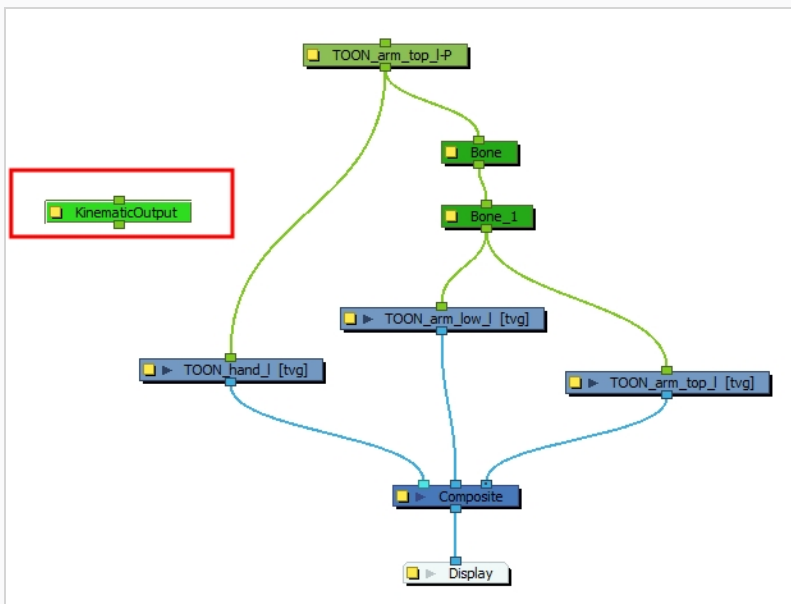 TOON_arm_top_l-P
Bone
KinematicOutput
Bone_1
TOON_arm_low_l [tvg]
TOON_hand_l [tvg]
TOON_arm_top_l [tvg]
Composite
Display